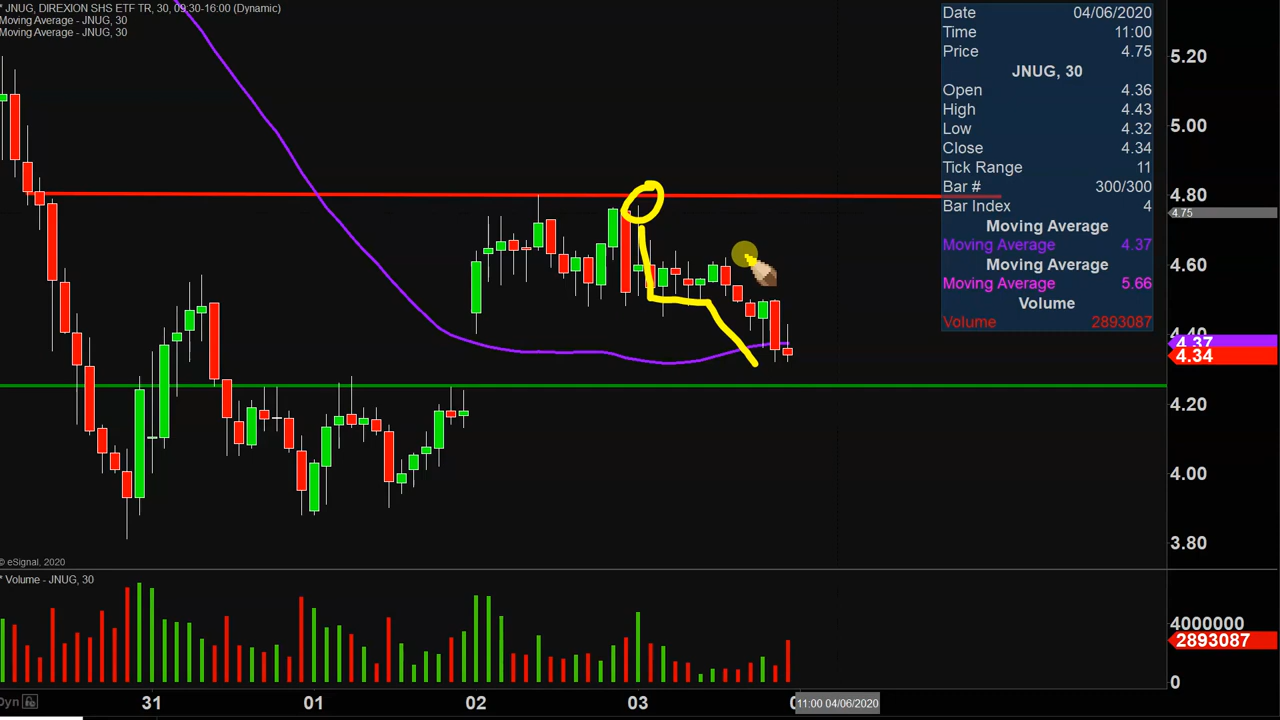 * JNUG, DIREXION SHS ETF TR, 30, 09:30-16:00 (Dynamic)
Moving Average - JNUG, 30
Moving Average - JNUG, 30
Date 04/06/2020
Time 11:00
Price 4.75
JNUG, 30
Open 4.36
High 4.43
Low 4.32
Close 4.34
Tick Range 11
Bar # 300/300
Bar Index 4
Moving Average
Moving Average 4.37
Moving Average
Moving Average 5.66
Volume
Volume 2893087
5.20
5.00
4.80
4.75
4.60
4.40
4.37
4.34
4.20
4.00
3.80
© eSignal, 2020
* Volume - JNUG, 30
4000000
2893087
0
Dyn
31
01
02
03
11:00 04/06/2020